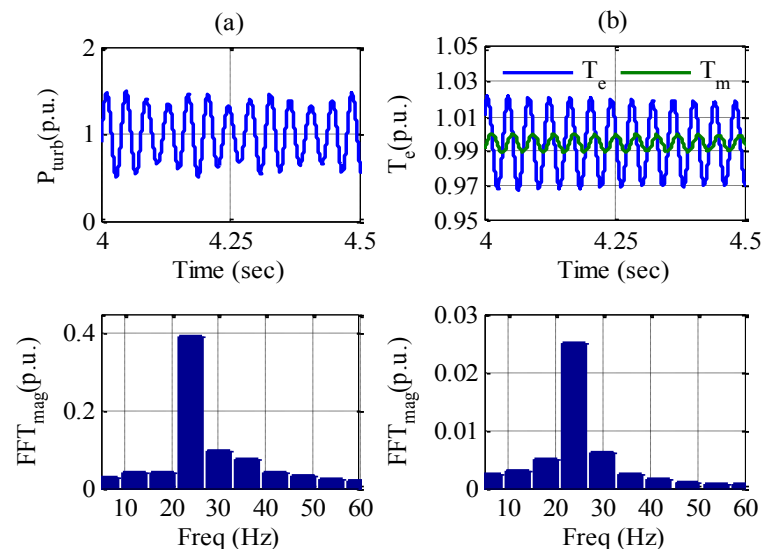 (a)
2
1
0
P_turb(p.u.)
4
4.25
4.5
Time (sec)
(b)
1.05
1.03
1.01
0.99
0.97
0.95
T_e(p.u.)
T_e
T_m
4
4.25
4.5
Time (sec)
0.4
0.2
0
FFT_mag(p.u.)
10 20 30 40 50 60
Freq (Hz)
0.03
0.02
0.01
0
FFT_mag(p.u.)
10 20 30 40 50 60
Freq (Hz)